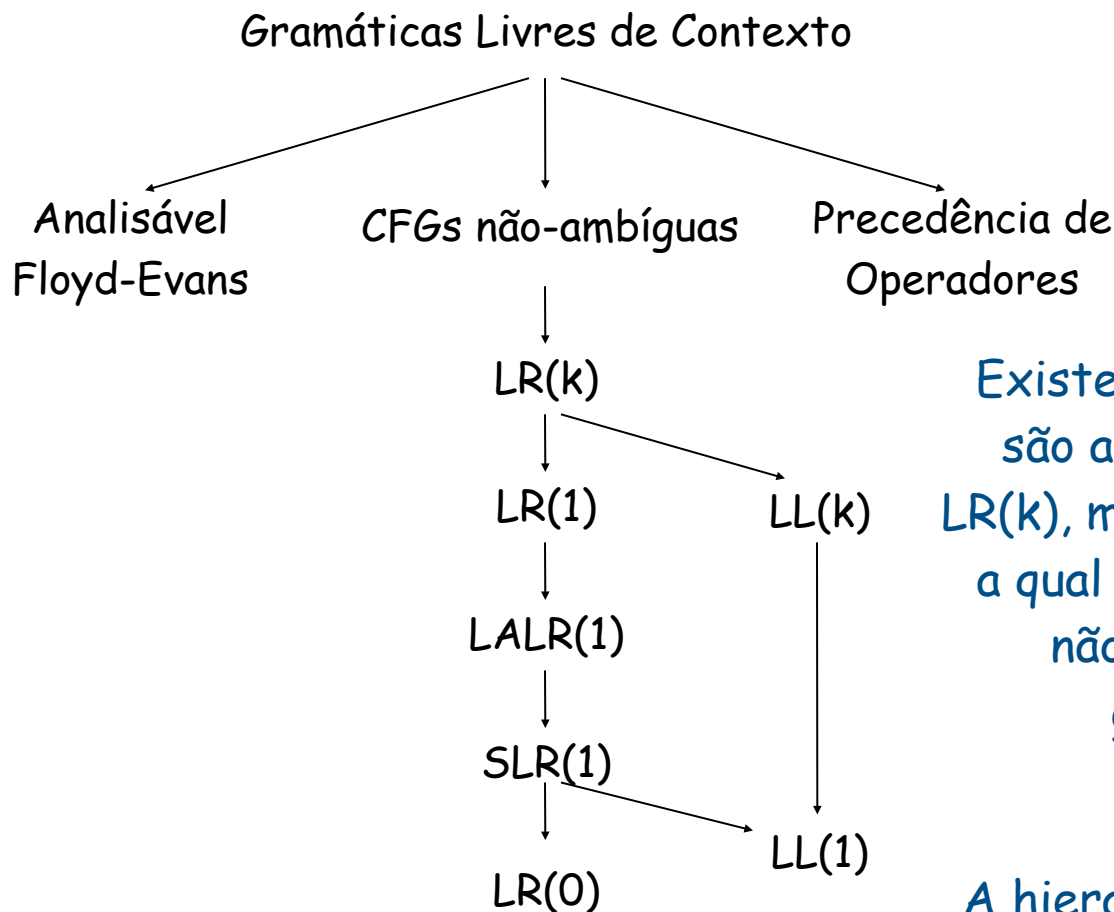 Gramáticas Livres de Contexto
Analisável
Floyd-Evans
CFGs não-ambíguas
Precedência de
Operadores
LR(k)
LR(1)
LL(k)
LALR(1)
SLR(1)
LL(1)
LR(0)
Existe
são a
LR(k), m
a qual
não
A hierar